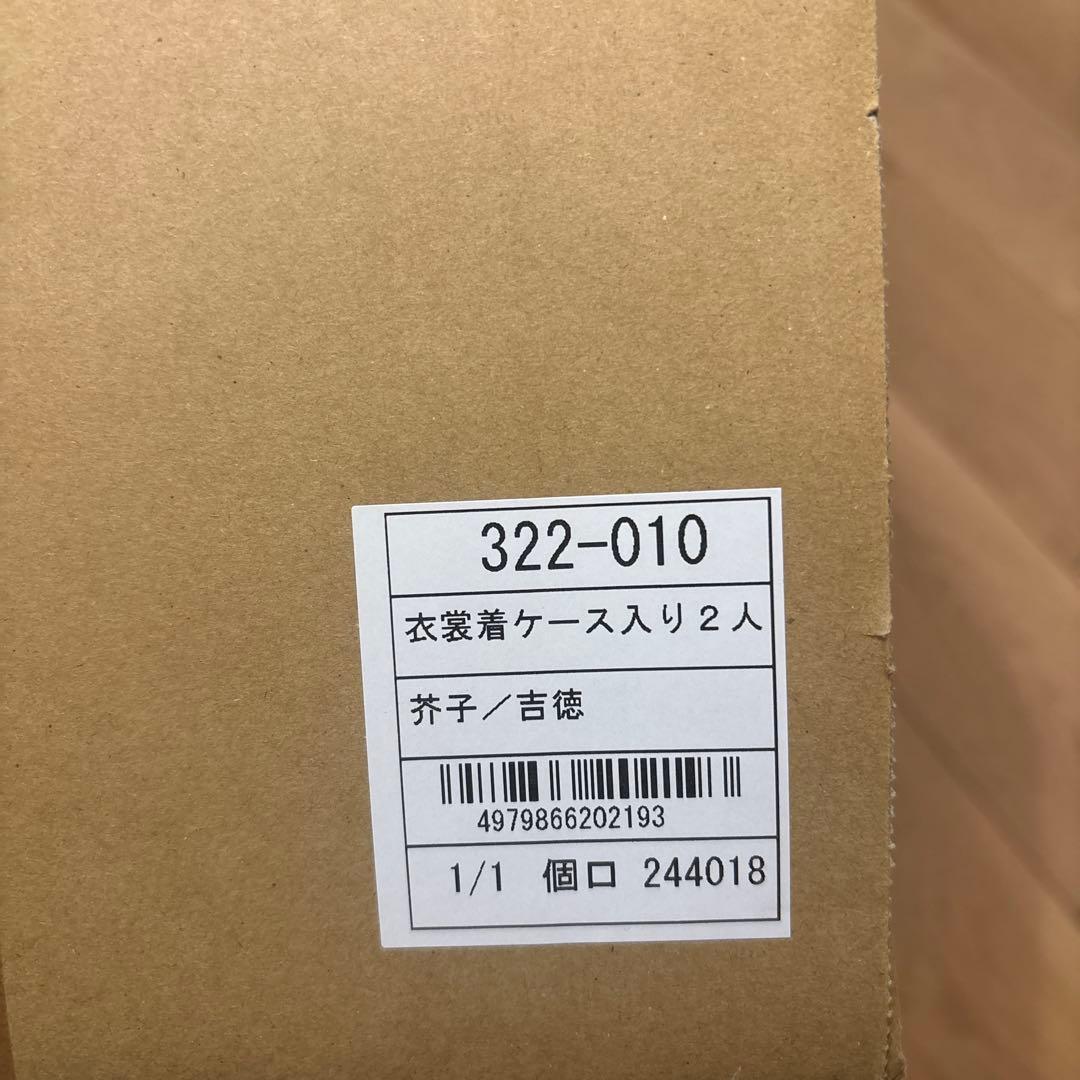 322-010
衣裳着ケース入り２人
芥子／吉徳
4979866202193
1/1 個口 244018